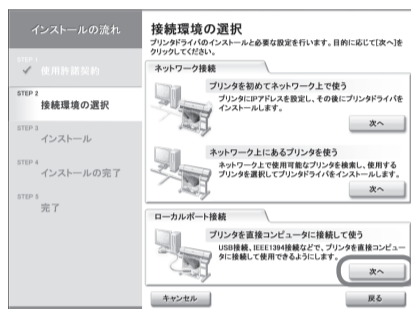 インストールの流れ
STEP 1
使用許諾契約
STEP 2
接続環境の選択
STEP 3
インストール
STEP 4
インストールの完了
STEP 5
完了
接続環境の選択
プリンタドライバのインストールと必要な設定を行います。目的に応じて[次へ]を
クリックしてください。
ネットワーク接続
プリンタを初めてネットワーク上で使う
プリンタにIPアドレスを設定し、その後にプリンタドライバを
インストールします。
次へ
ネットワーク上にあるプリンタを使う
ネットワーク上で使用可能なプリンタを検索し、使用する
プリンタを選択してプリンタドライバをインストールします。
次へ
ローカルポート接続
プリンタを直接コンピュータに接続して使う
USB接続、IEEE1394接続などで、プリンタを直接コンピュー
タに接続して使用できるようにします。
次へ
キャンセル
戻る